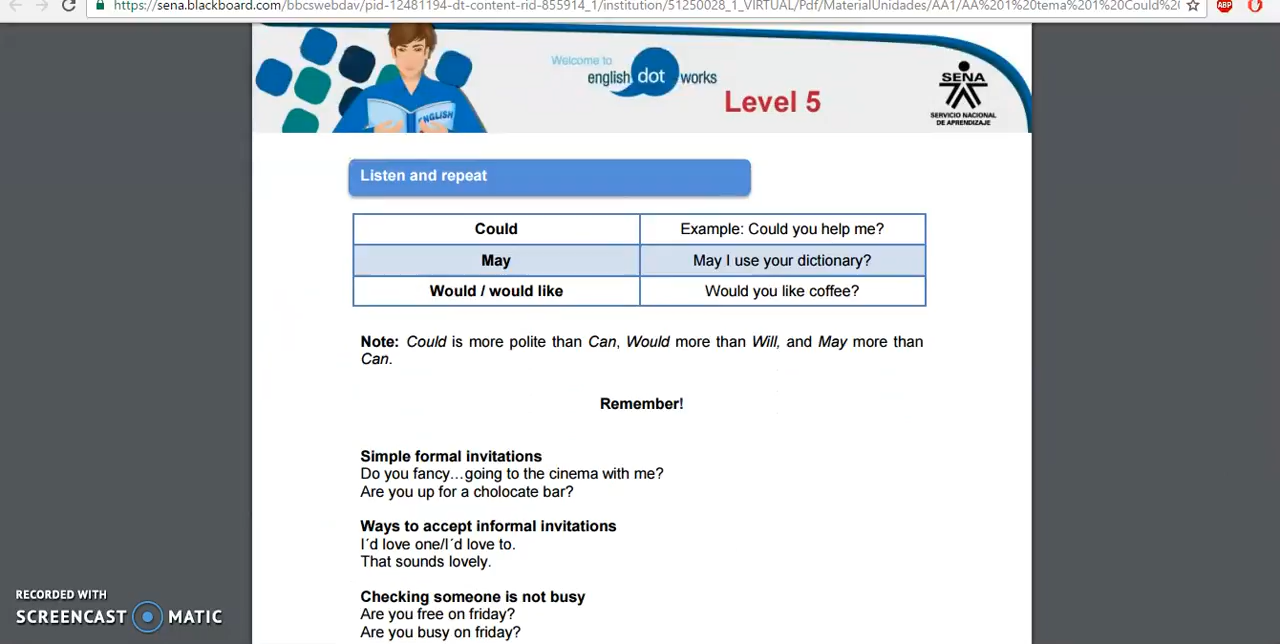 https://sena.blackboard.com/bbcswebdav/pid-12481194-dt-content-rid-855914_1/institution/51250028_1_VIRTUAL/Pdf/MaterialUnidades/AA1/AA%201%20tema%201%20Could%20
ABP
Welcome to
english dot works
Level 5
ENGLISH
SENA
SERVICIO NACIONAL
DE APRENDIZAJE
Listen and repeat
Could Example: Could you help me?
May May I use your dictionary?
Would / would like Would you like coffee?
Note: Could is more polite than Can, Would more than Will, and May more than
Can.
Remember!
Simple formal invitations
Do you fancy...going to the cinema with me?
Are you up for a cholocate bar?
Ways to accept informal invitations
I´d love one/I´d love to.
That sounds lovely.
Checking someone is not busy
Are you free on friday?
Are you busy on friday?
RECORDED WITH
SCREENCAST MATIC